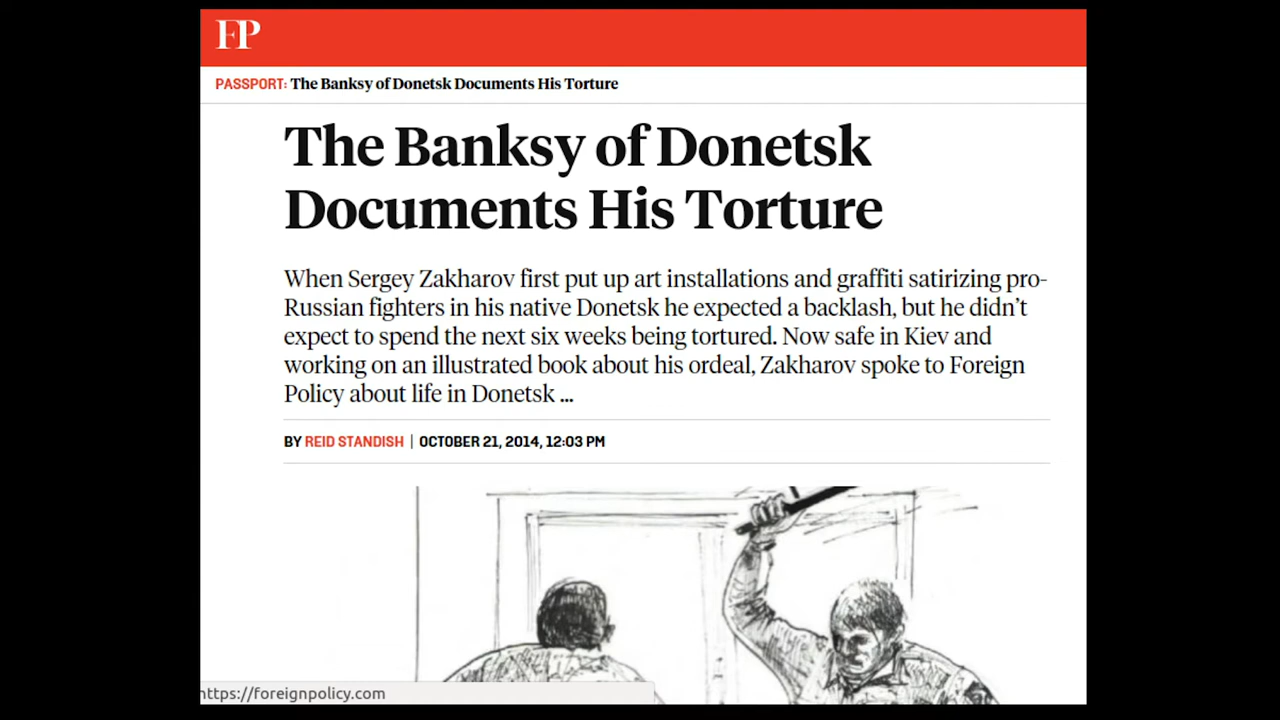 FP
PASSPORT: The Banksy of Donetsk Documents His Torture
The Banksy of Donetsk
Documents His Torture
When Sergey Zakharov first put up art installations and graffiti satirizing pro-
Russian fighters in his native Donetsk he expected a backlash, but he didn’t
expect to spend the next six weeks being tortured. Now safe in Kiev and
working on an illustrated book about his ordeal, Zakharov spoke to Foreign
Policy about life in Donetsk ...
BY REID STANDISH | OCTOBER 21, 2014, 12:03 PM
https://foreignpolicy.com